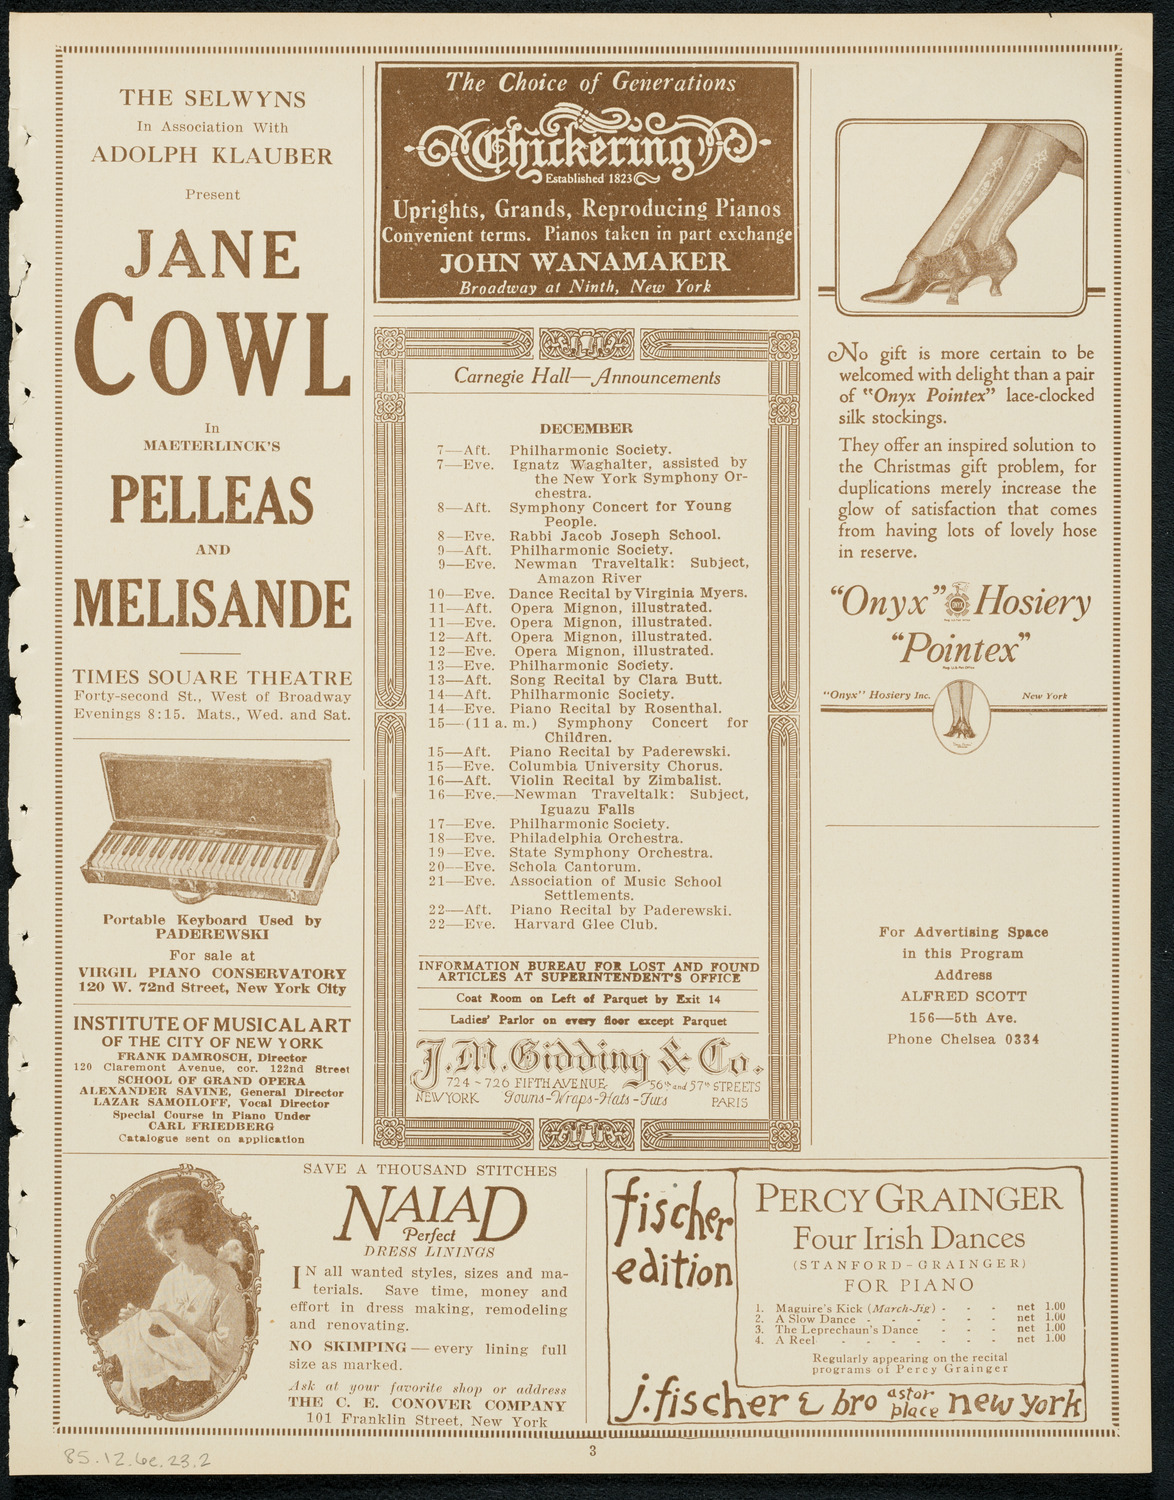 THE SELWYNS
In Association With
ADOLPH KLAUBER
Present
JANE
COWL
In
MAETERLINCK'S
PELLEAS
AND
MELISANDE
TIMES SQUARE THEATRE
Forty-second St., West of Broadway
Evenings 8:15. Mats., Wed. and Sat.
Portable Keyboard Used by
PADEREWSKI
For sale at
VIRGIL PIANO CONSERVATORY
120 W. 72nd Street, New York City
INSTITUTE OF MUSICAL ART
OF THE CITY OF NEW YORK
FRANK DAMROSCH, Director
120 Claremont Avenue, cor. 122nd Street
SCHOOL OF GRAND OPERA
ALEXANDER SAVINE, General Director
LAZAR SAMOILOFF, Vocal Director
Special Course in Piano Under
CARL FRIEDBERG
Catalogue sent on application
The Choice of Generations
Chickering
Established 1823
Uprights, Grands, Reproducing Pianos
Convenient terms. Pianos taken in part exchange
JOHN WANAMAKER
Broadway at Ninth, New York
Carnegie Hall—Announcements
DECEMBER
7—Aft. Philharmonic Society.
7—Eve. Ignatz Waghalter, assisted by
the New York Symphony Or-
chestra.
8—Aft. Symphony Concert for Young
People.
8—Eve. Rabbi Jacob Joseph School.
9—Aft. Philharmonic Society.
9—Eve. Newman Traveltalk: Subject,
Amazon River
10—Eve. Dance Recital by Virginia Myers.
11—Aft. Opera Mignon, illustrated.
11—Eve. Opera Mignon, illustrated.
12—Aft. Opera Mignon, illustrated.
12—Eve. Opera Mignon, illustrated.
13—Eve. Philharmonic Society.
13—Aft. Song Recital by Clara Butt.
14—Aft. Philharmonic Society.
14—Eve. Piano Recital by Rosenthal.
15—(11 a. m.) Symphony Concert for
Children.
15—Aft. Piano Recital by Paderewski.
15—Eve. Columbia University Chorus.
16—Aft. Violin Recital by Zimbalist.
16—Eve.—Newman Traveltalk: Subject,
Iguazu Falls
17—Eve. Philharmonic Society.
18—Eve. Philadelphia Orchestra.
19—Eve. State Symphony Orchestra.
20—Eve. Schola Cantorum.
21—Eve. Association of Music School
Settlements.
22—Aft. Piano Recital by Paderewski.
22—Eve. Harvard Glee Club.
INFORMATION BUREAU FOR LOST AND FOUND
ARTICLES AT SUPERINTENDENT'S OFFICE
Coat Room on Left of Parquet by Exit 14
Ladies' Parlor on every floor except Parquet
J.M. Gidding & Co.
724-726 FIFTH AVENUE 56th and 57th STREETS
NEW YORK Gowns-Wraps-Hats-Furs PARIS
No gift is more certain to be
welcomed with delight than a pair
of "Onyx Pointex" lace-clocked
silk stockings.
They offer an inspired solution to
the Christmas gift problem, for
duplications merely increase the
glow of satisfaction that comes
from having lots of lovely hose
in reserve.
"Onyx" Hosiery
"Pointex"
"Onyx" Hosiery Inc. New York
For Advertising Space
in this Program
Address
ALFRED SCOTT
156—5th Ave.
Phone Chelsea 0334
SAVE A THOUSAND STITCHES
NAIAD
Perfect
DRESS LININGS
IN all wanted styles, sizes and ma-
terials. Save time, money and
effort in dress making, remodeling
and renovating.
NO SKIMPING—every lining full
size as marked.
Ask at your favorite shop or address
THE C. E. CONOVER COMPANY
101 Franklin Street, New York
fischer
edition
PERCY GRAINGER
Four Irish Dances
(STANFORD-GRAINGER)
FOR PIANO
1. Maguire's Kick (March-Jig) - - - net 1.00
2. A Slow Dance - - - - - - net 1.00
3. The Leprechaun's Dance - - - net 1.00
4. A Reel - - - - - - - net 1.00
Regularly appearing on the recital
programs of Percy Grainger
j. fischer & bro astor place new york
3
85.12.6e.23.2